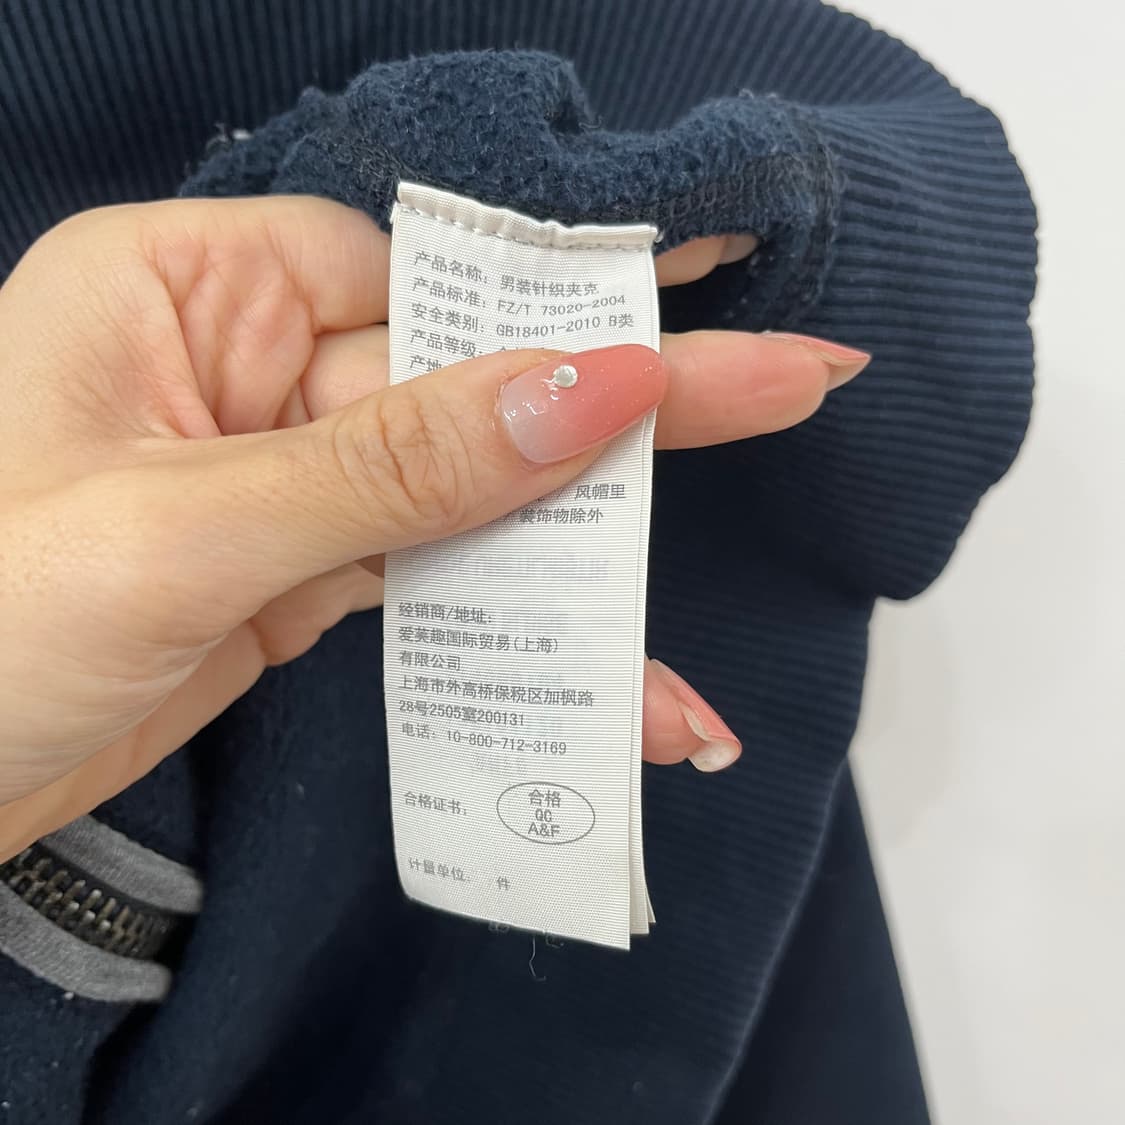 产品名称: 男装针织夹克
产品标准: FZ/T 73020-2004
安全类别: GB18401-2010 B类
产品等级:
产地
/ 风帽里
装饰物除外
经销商/地址:
爱芙趣国际贸易(上海)
有限公司
上海市外高桥保税区加枫路
28号2505室200131
电话: 10-800-712-3169
合格证书:
合格
QC
A&F
计量单位: 件